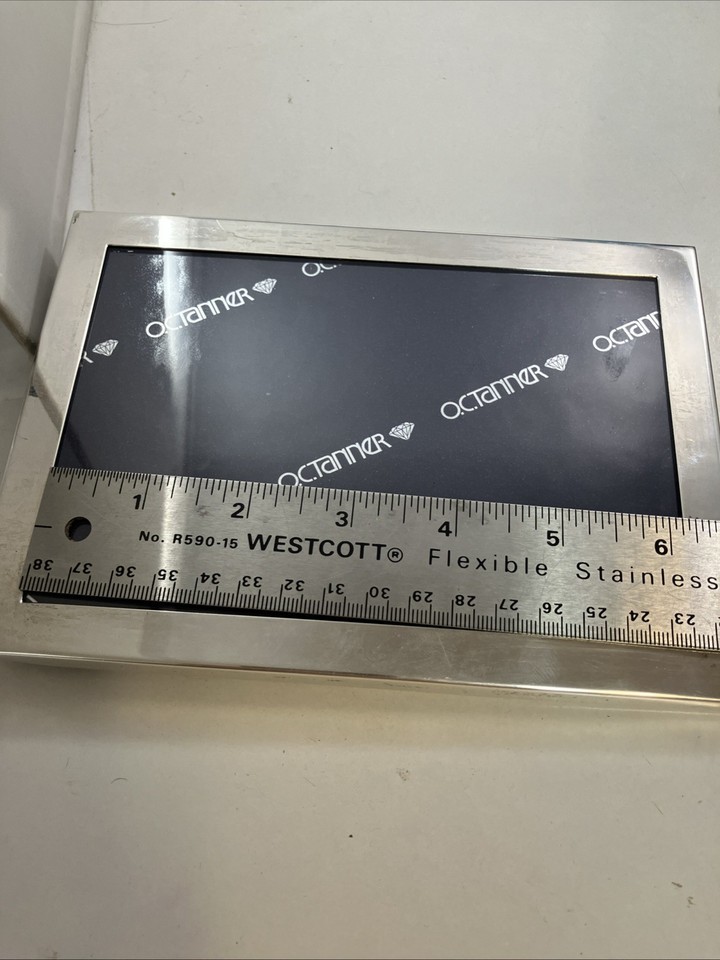 O.C.
O.C.TANNER
O.C.TAN
R
O.C.TANNER
O.C.TANNER
1 2 3 4 5 6
No. R590-15 WESTCOTT® Flexible Stainless
38 37 36 35 34 33 32 31 30 29 28 27 26 25 24 23